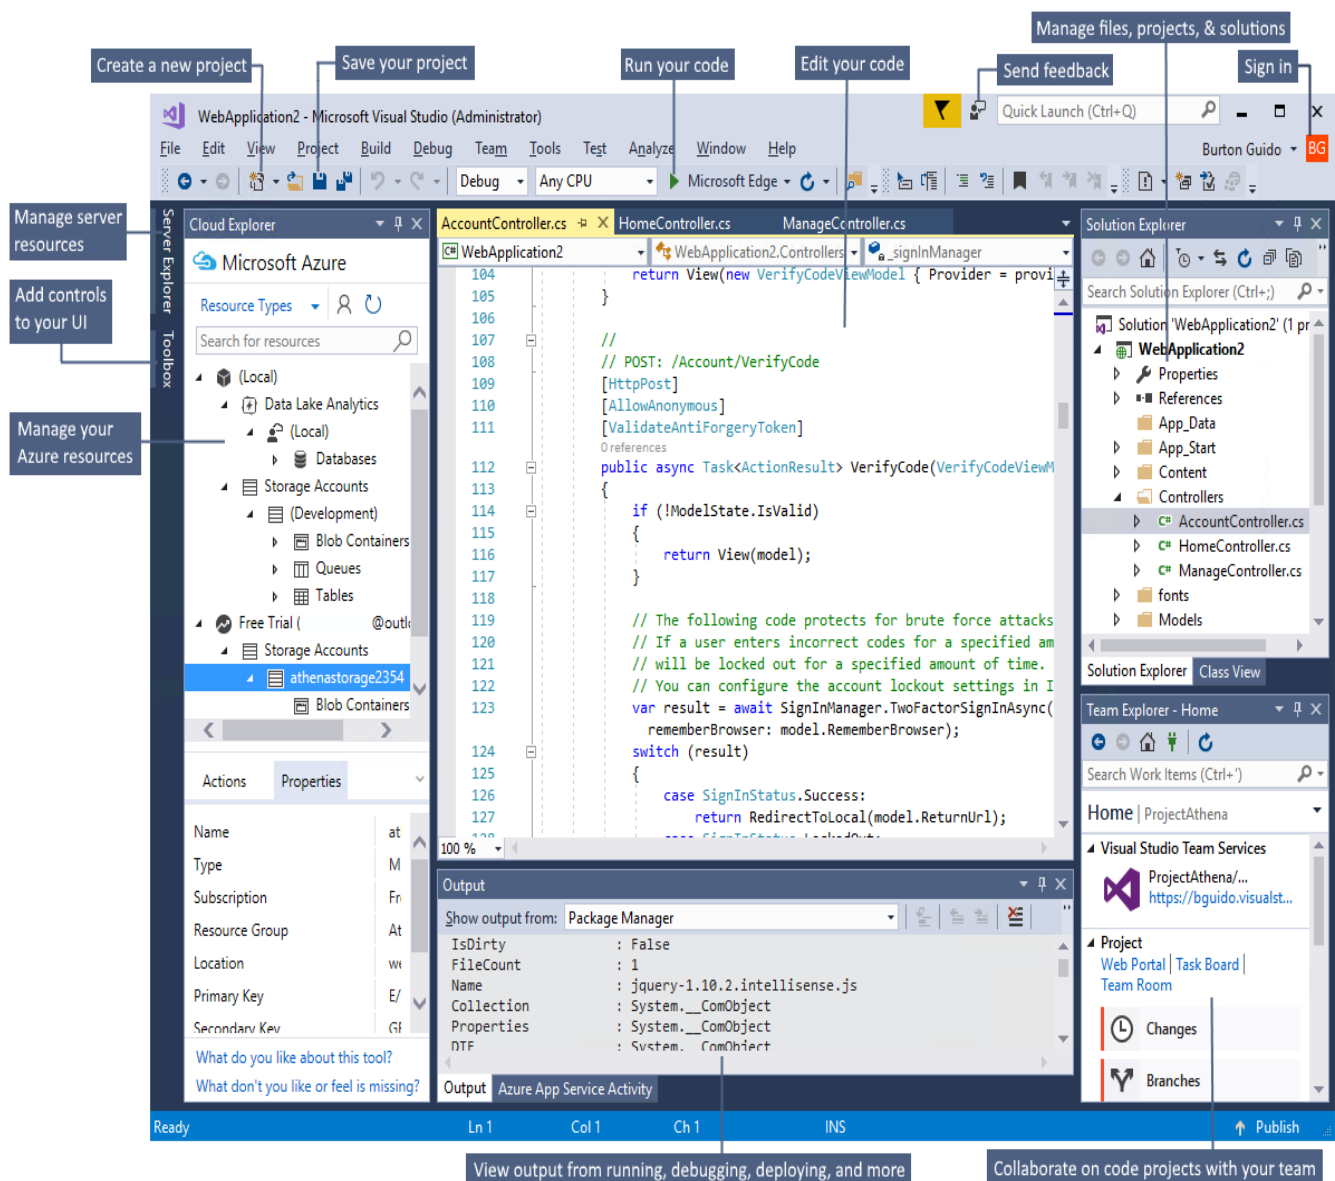 Manage files, projects, & solutions
Create a new project
Save your project
Run your code
Edit your code
Send feedback
Sign in
WebApplication2 - Microsoft Visual Studio (Administrator)
Quick Launch (Ctrl+Q)
File Edit View Project Build Debug Team Tools Test Analyze Window Help
Burton Guido
BG
Debug
Any CPU
Microsoft Edge
Manage server
resources
Add controls
to your UI
Manage your
Azure resources
Server Explorer
Toolbox
Cloud Explorer
Microsoft Azure
Resource Types
Search for resources
(Local)
Data Lake Analytics
(Local)
Databases
Storage Accounts
(Development)
Blob Containers
Queues
Tables
Free Trial ( @outl
Storage Accounts
athenastorage2354
Blob Containers
Actions Properties
Name at
Type M
Subscription Fr
Resource Group At
Location we
Primary Key E/
Secondary Key GF
What do you like about this tool?
What don't you like or feel is missing?
AccountController.cs HomeController.cs ManageController.cs
WebApplication2
WebApplication2.Controllers
_signInManager
104 return View(new VerifyCodeViewModel { Provider = provi
105 }
106
107 //
108 // POST: /Account/VerifyCode
109 [HttpPost]
110 [AllowAnonymous]
111 [ValidateAntiForgeryToken]
0 references
112 public async Task<ActionResult> VerifyCode(VerifyCodeViewM
113 {
114 if (!ModelState.IsValid)
115 {
116 return View(model);
117 }
118
119 // The following code protects for brute force attacks
120 // If a user enters incorrect codes for a specified am
121 // will be locked out for a specified amount of time.
122 // You can configure the account lockout settings in I
123 var result = await SignInManager.TwoFactorSignInAsync(
rememberBrowser: model.RememberBrowser);
124 switch (result)
125 {
126 case SignInStatus.Success:
127 return RedirectToLocal(model.ReturnUrl);
128 case SignInStatus.LockedOut:
100 %
Output
Show output from: Package Manager
IsDirty : False
FileCount : 1
Name : jquery-1.10.2.intellisense.js
Collection : System.__ComObject
Properties : System.__ComObject
DTE : System.__ComObject
Output Azure App Service Activity
Solution Explorer
Search Solution Explorer (Ctrl+;)
Solution 'WebApplication2' (1 pr
WebApplication2
Properties
References
App_Data
App_Start
Content
Controllers
C# AccountController.cs
C# HomeController.cs
C# ManageController.cs
fonts
Models
Solution Explorer Class View
Team Explorer - Home
Search Work Items (Ctrl+')
Home | ProjectAthena
Visual Studio Team Services
ProjectAthena/...
https://bguido.visualst...
Project
Web Portal | Task Board |
Team Room
Changes
Branches
Ready Ln 1 Col 1 Ch 1 INS Publish
View output from running, debugging, deploying, and more
Collaborate on code projects with your team